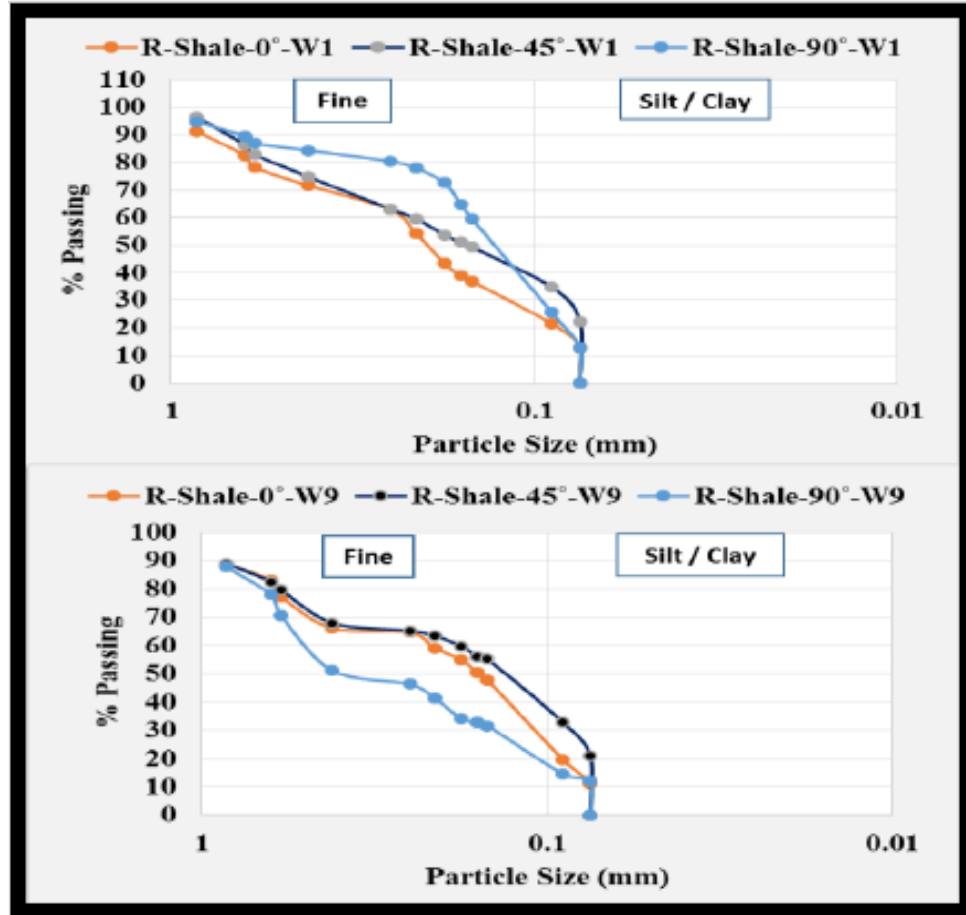 R-Shale-0°-W1 R-Shale-45°-W1 R-Shale-90°-W1
110
Fine Silt / Clay
100
90
80
70
60
50
40
30
20
10
0
% Passing
1 0.1 0.01
Particle Size (mm)
R-Shale-0°-W9 R-Shale-45°-W9 R-Shale-90°-W9
100
Fine Silt / Clay
90
80
70
60
50
40
30
20
10
0
% Passing
1 0.1 0.01
Particle Size (mm)